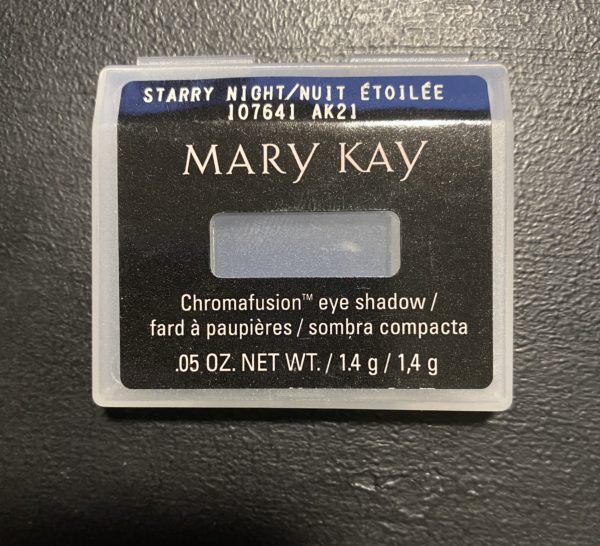 STARRY NIGHT/NUIT ÉTOILÉE
107641 AK21
MARY KAY
Chromafusion™ eye shadow /
fard à paupières / sombra compacta
.05 OZ. NET WT. / 1.4 g / 1,4 g